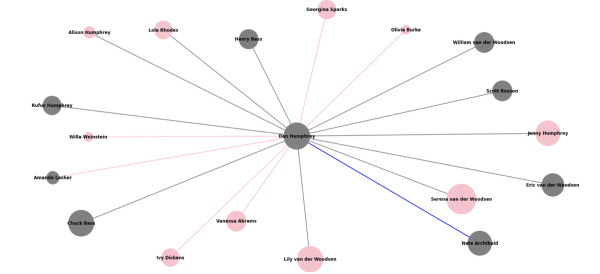 Georgina Sparks
Lola Rhodes
Olivia Burke
Alison Humphrey
Henry Bass
William van der Woodsen
Scott Rosson
Rufus Humphrey
Jenny Humphrey
Dan Humphrey
Willa Weinstein
Amanda Lasher
Eric van der Woodsen
Serena van der Woodsen
Vanessa Abrams
Chuck Bass
Nate Archibald
Ivy Dickens
Lily van der Woodsen